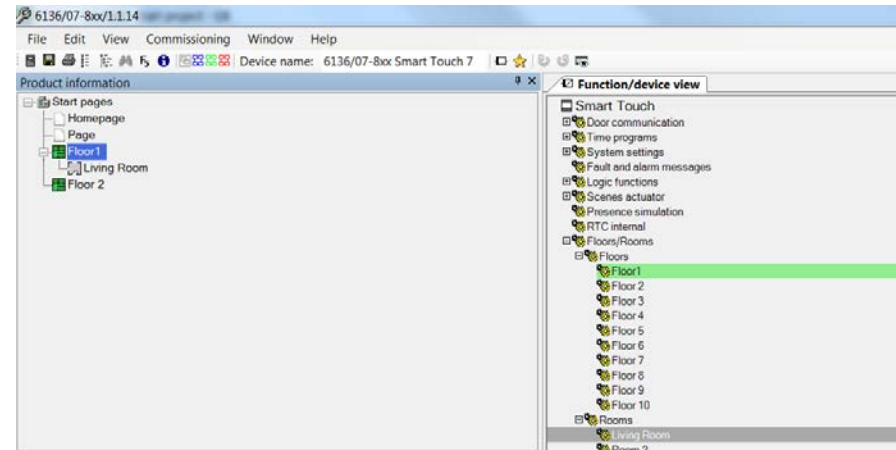 6136/07-8xx/1.1.14
File Edit View Commissioning Window Help
Device name: 6136/07-8xx Smart Touch 7
Product information
Start pages
Homepage
Page
Floor1
Living Room
Floor 2
Function/device view
Smart Touch
Door communication
Time programs
System settings
Fault and alarm messages
Logic functions
Scenes actuator
Presence simulation
RTC internal
Floors/Rooms
Floors
Floor1
Floor 2
Floor 3
Floor 4
Floor 5
Floor 6
Floor 7
Floor 8
Floor 9
Floor 10
Rooms
Living Room
Room 2